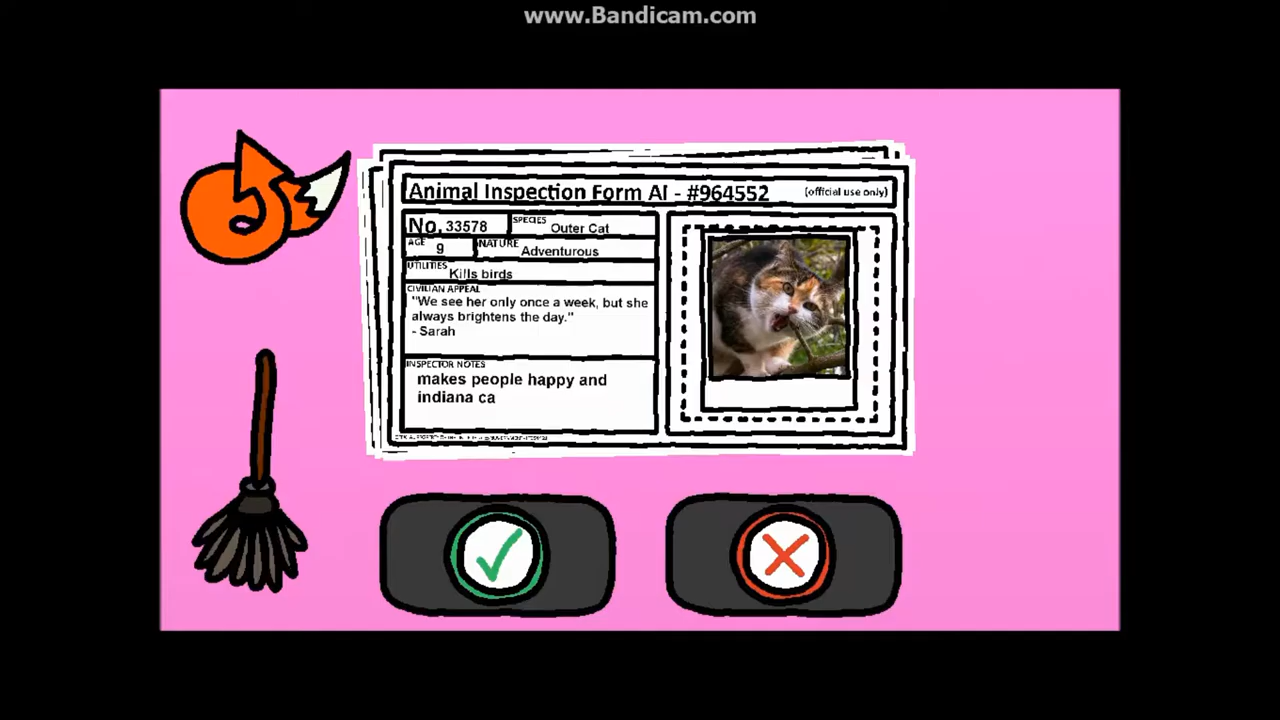 www.Bandicam.com
Animal Inspection Form AI - #964552 (official use only)
No. 33578 SPECIES Outer Cat
AGE 9 NATURE Adventurous
UTILITIES Kills birds
CIVILIAN APPEAL
"We see her only once a week, but she
always brightens the day."
- Sarah
INSPECTOR NOTES
makes people happy and
indiana ca